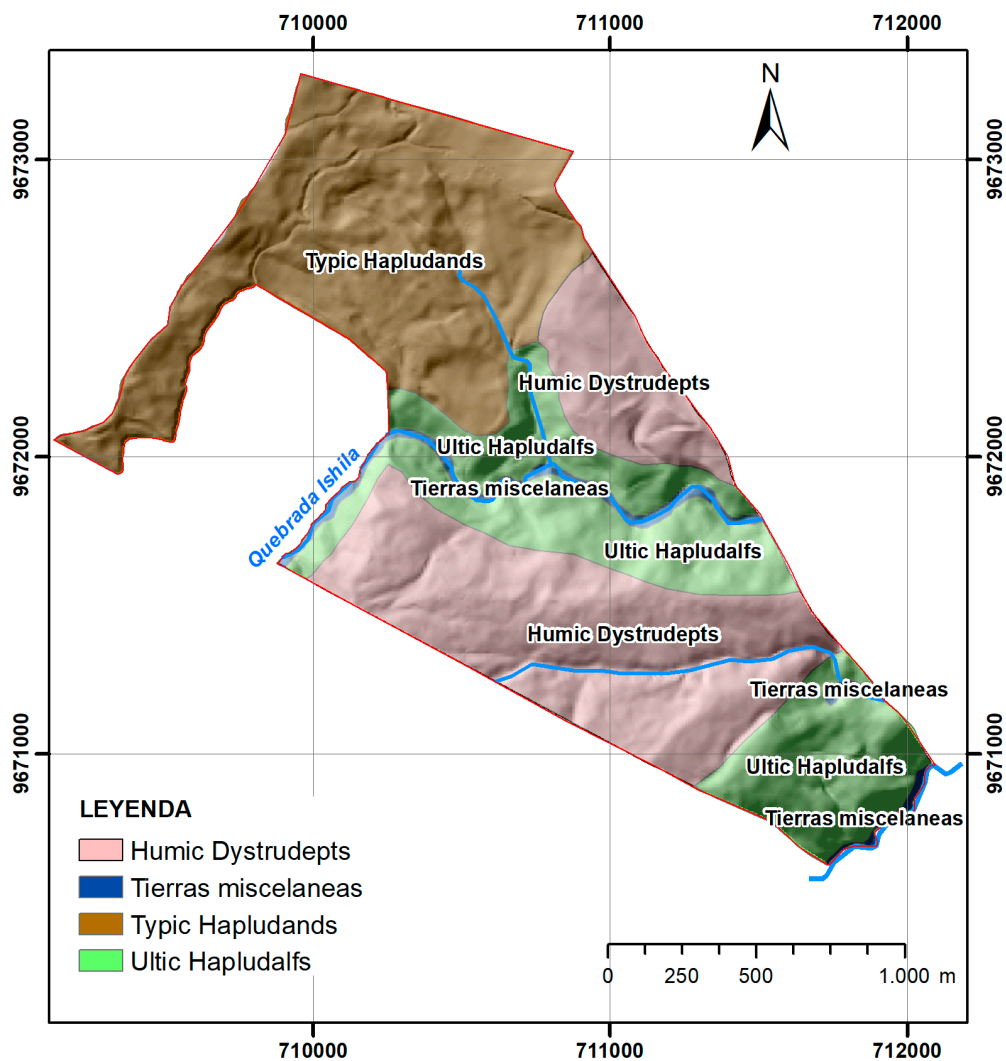 710000
711000
712000
N
9673000
9673000
Typic Hapludands
Humic Dystrudepts
Ultic Hapludalfs
9672000
9672000
Tierras miscelaneas
Quebrada Ishila
Ultic Hapludalfs
Humic Dystrudepts
Tierras miscelaneas
9671000
9671000
Ultic Hapludalfs
Tierras miscelaneas
LEYENDA
Humic Dystrudepts
Tierras miscelaneas
Typic Hapludands
Ultic Hapludalfs
0 250 500 1.000 m
710000
711000
712000